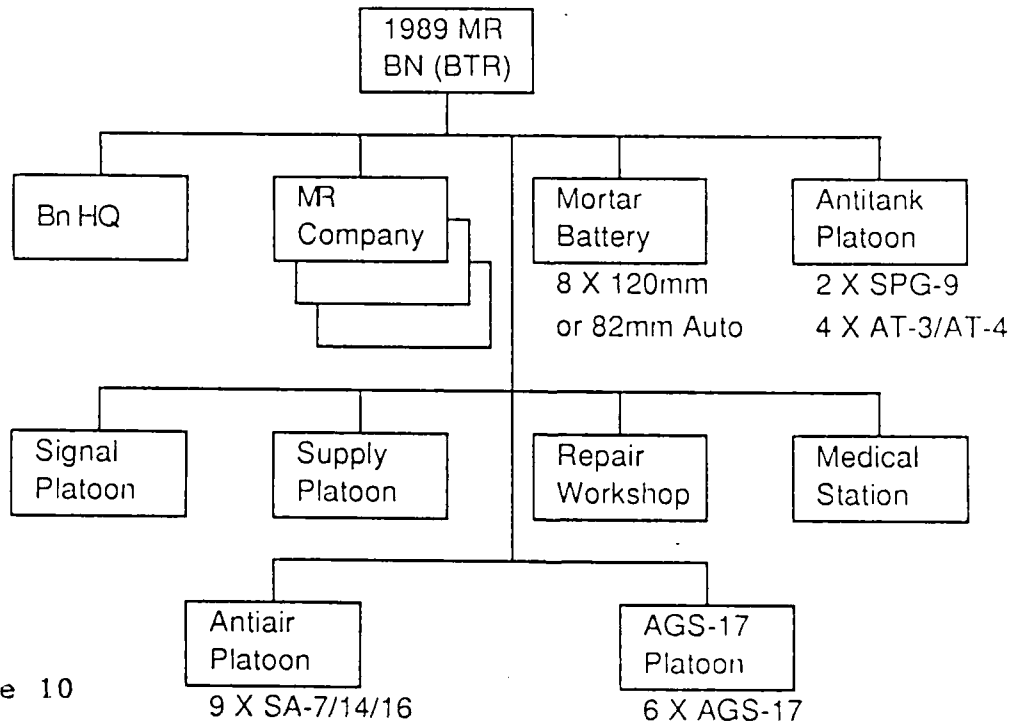 1989 MR
BN (BTR)
Bn HQ
MR
Company
Mortar
Battery
8 X 120mm
or 82mm Auto
Antitank
Platoon
2 X SPG-9
4 X AT-3/AT-4
Signal
Platoon
Supply
Platoon
Repair
Workshop
Medical
Station
Antiair
Platoon
9 X SA-7/14/16
AGS-17
Platoon
6 X AGS-17
e 10